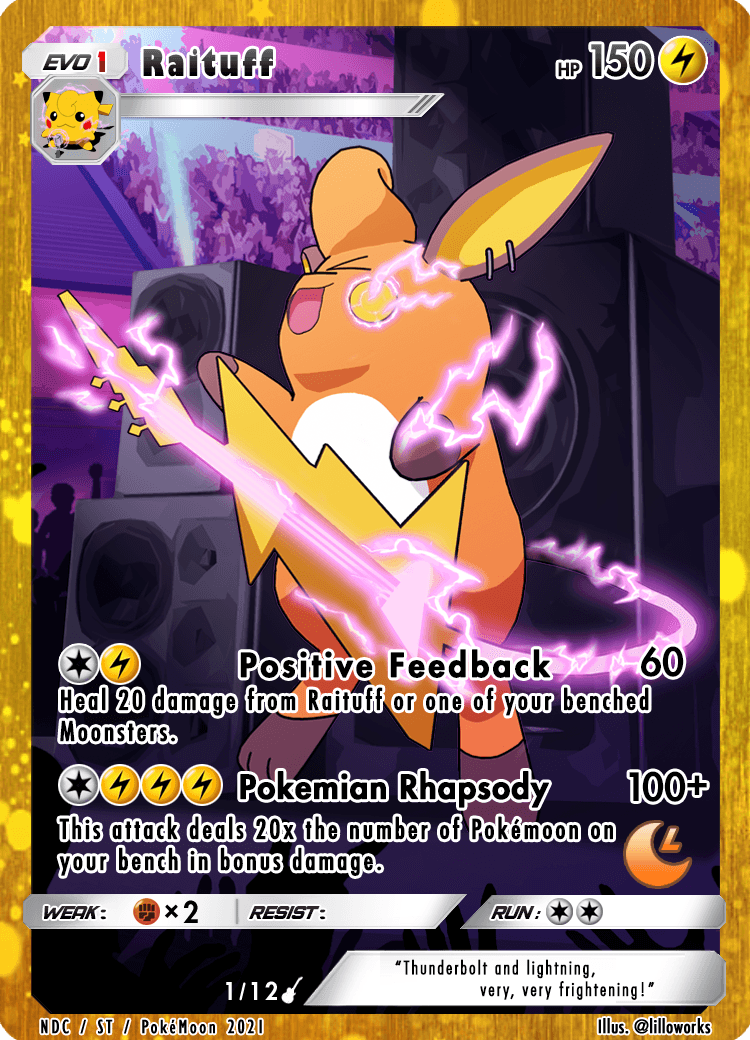 EVO 1 Raituff HP 150
Positive Feedback 60
Heal 20 damage from Raituff or one of your benched
Moonsters.
Pokemian Rhapsody 100+
This attack deals 20x the number of Pokémoon on
your bench in bonus damage.
WEAK: ×2 RESIST: RUN:
"Thunderbolt and lightning,
very, very frightening!"
1/12
NDC / ST / PokéMoon 2021 Illus. @lilloworks